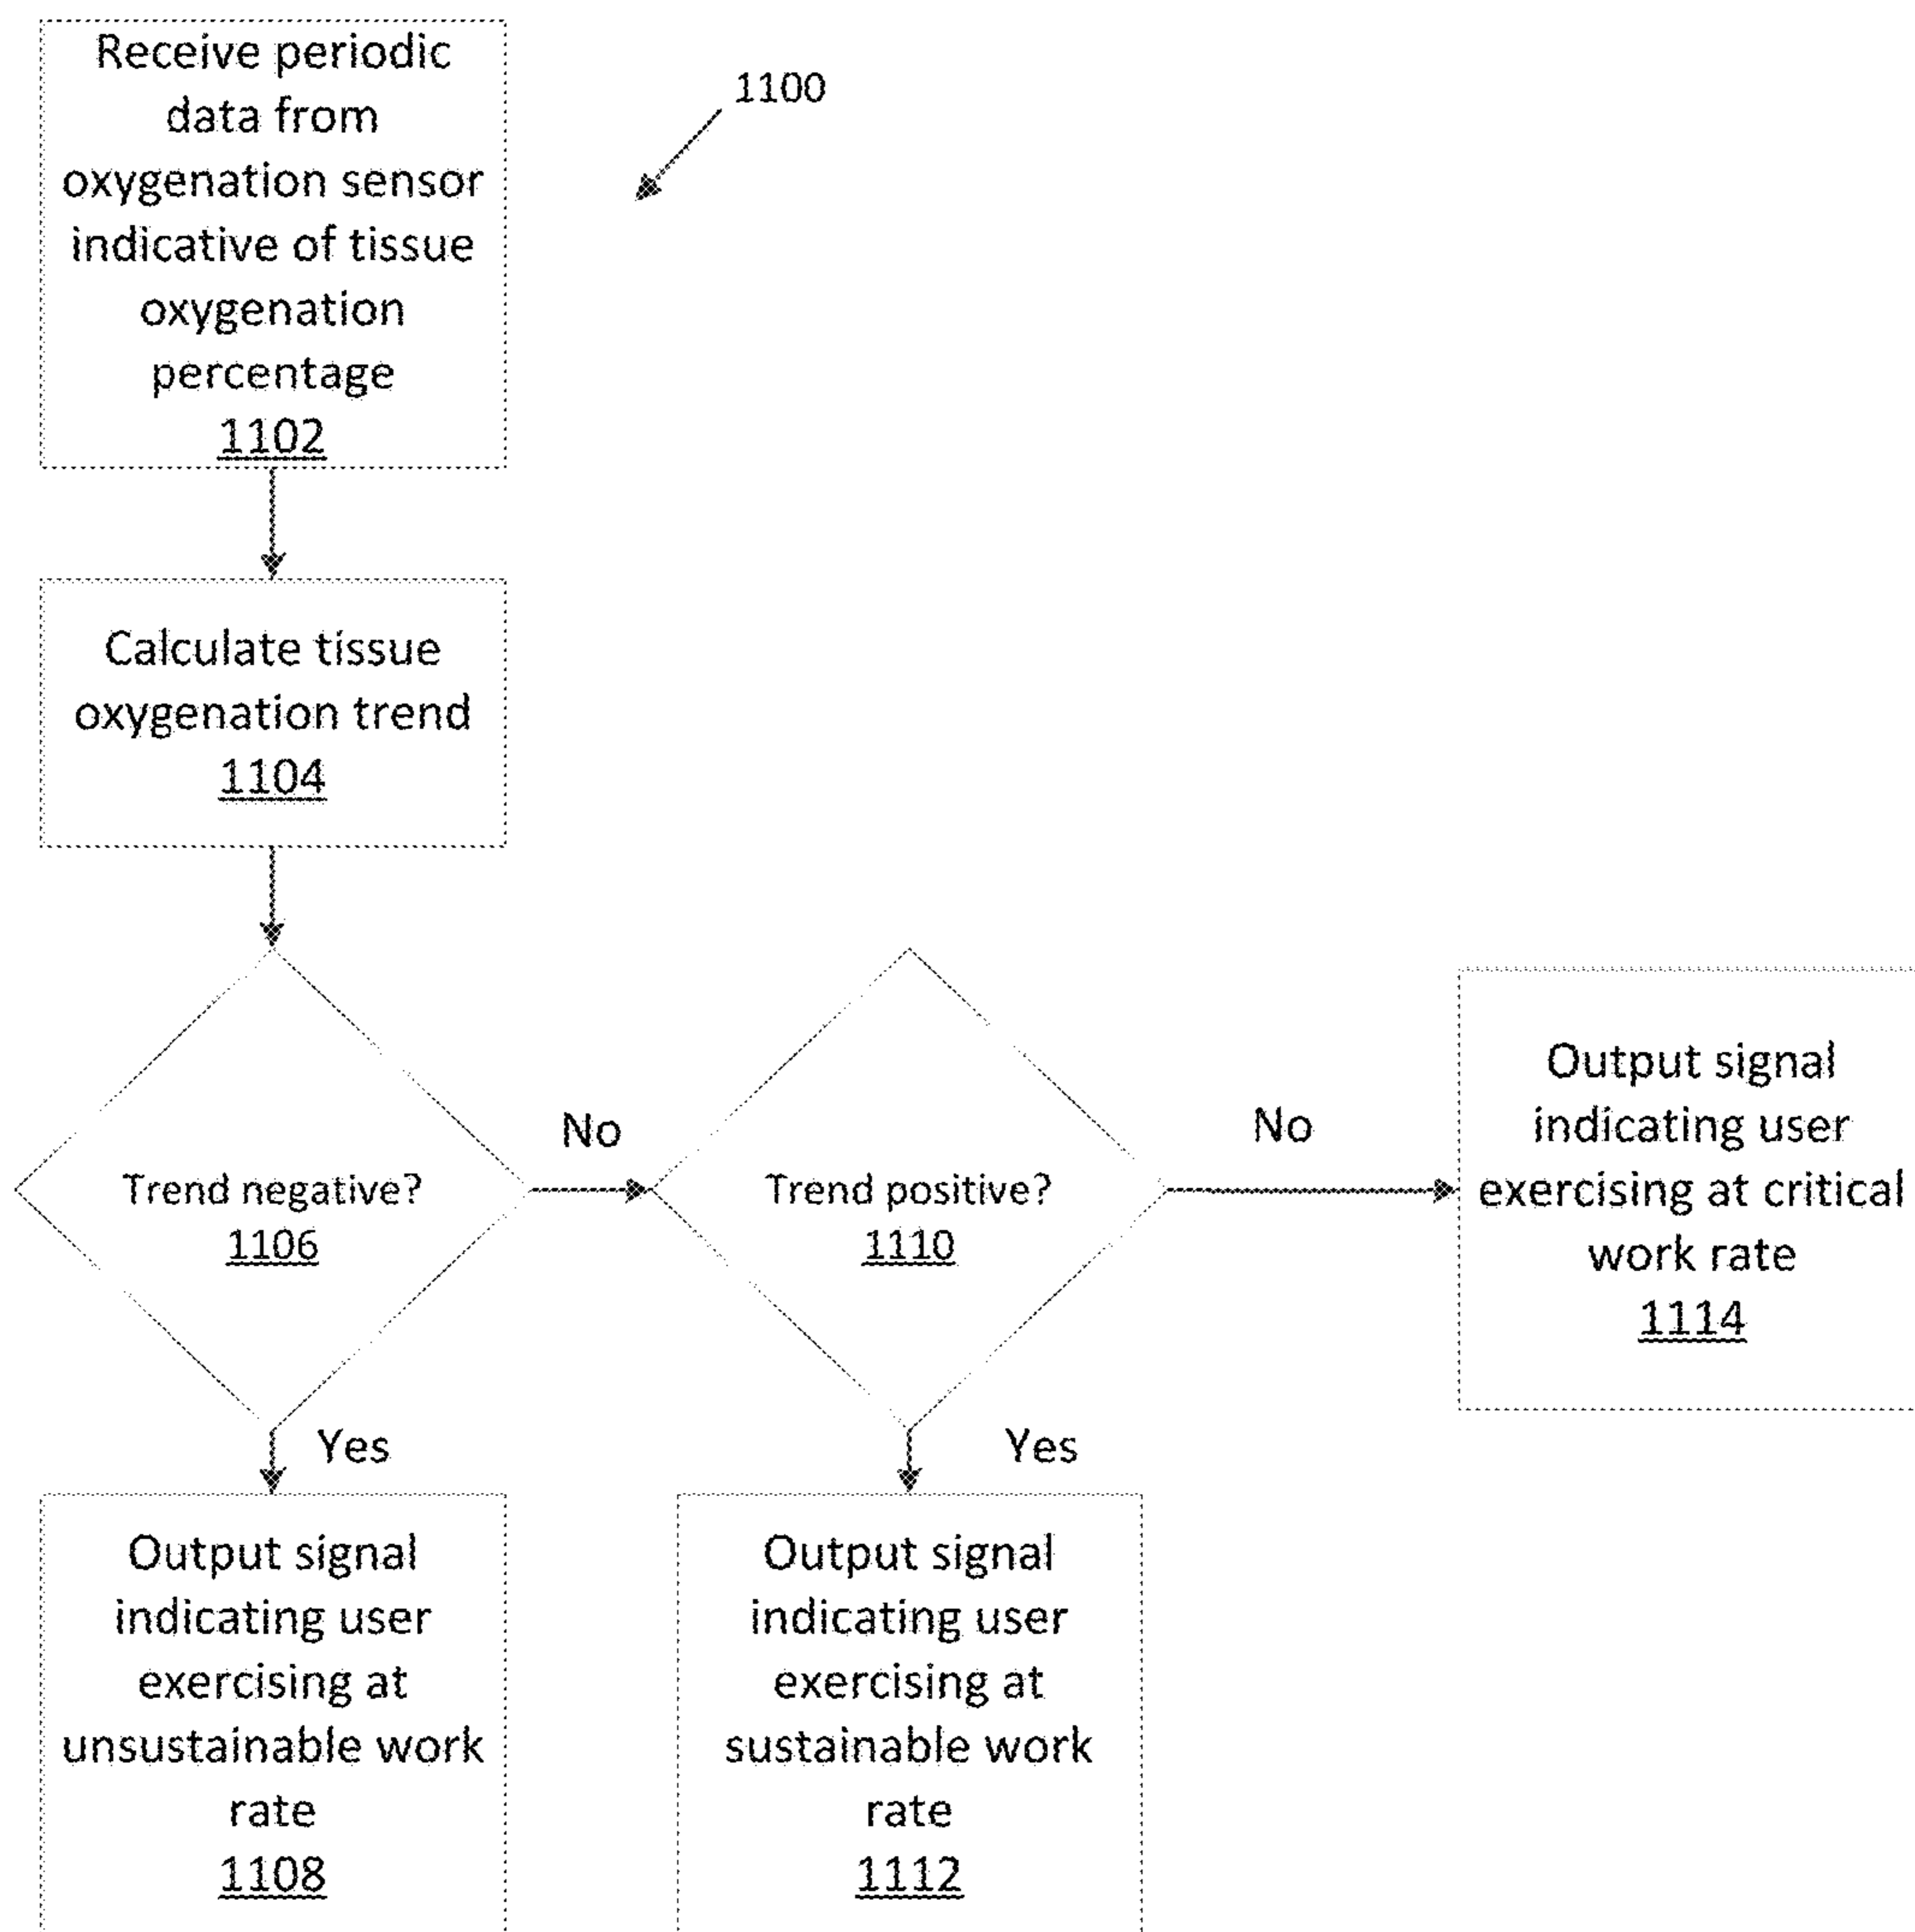 Receive periodic
data from
oxygenation sensor
indicative of tissue
oxygenation
percentage
1102
1100
Calculate tissue
oxygenation trend
1104
Trend negative?
1106
No
Trend positive?
1110
No
Output signal
indicating user
exercising at critical
work rate
1114
Yes
Yes
Output signal
indicating user
exercising at
unsustainable work
rate
1108
Output signal
indicating user
exercising at
sustainable work
rate
1112